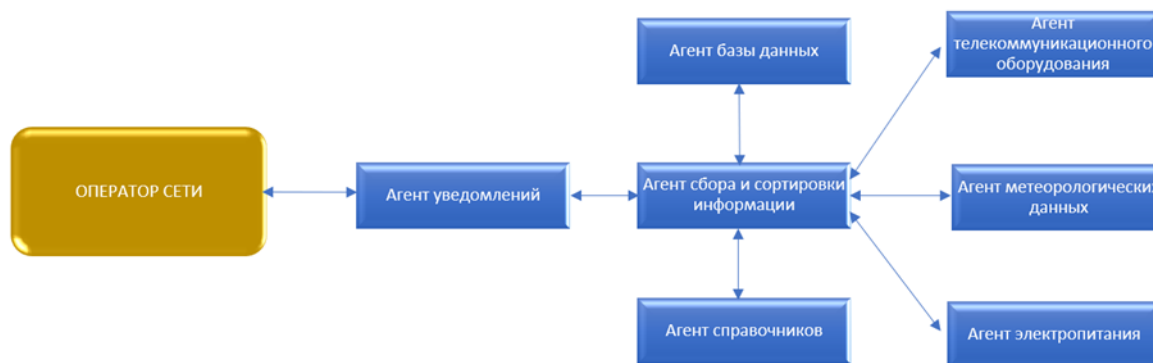 Агент базы данных
Агент
телекоммуникационного
оборудования
ОПЕРАТОР СЕТИ
Агент уведомлений
Агент сбора и сортировки
информации
Агент метеорологических
данных
Агент справочников
Агент электропитания